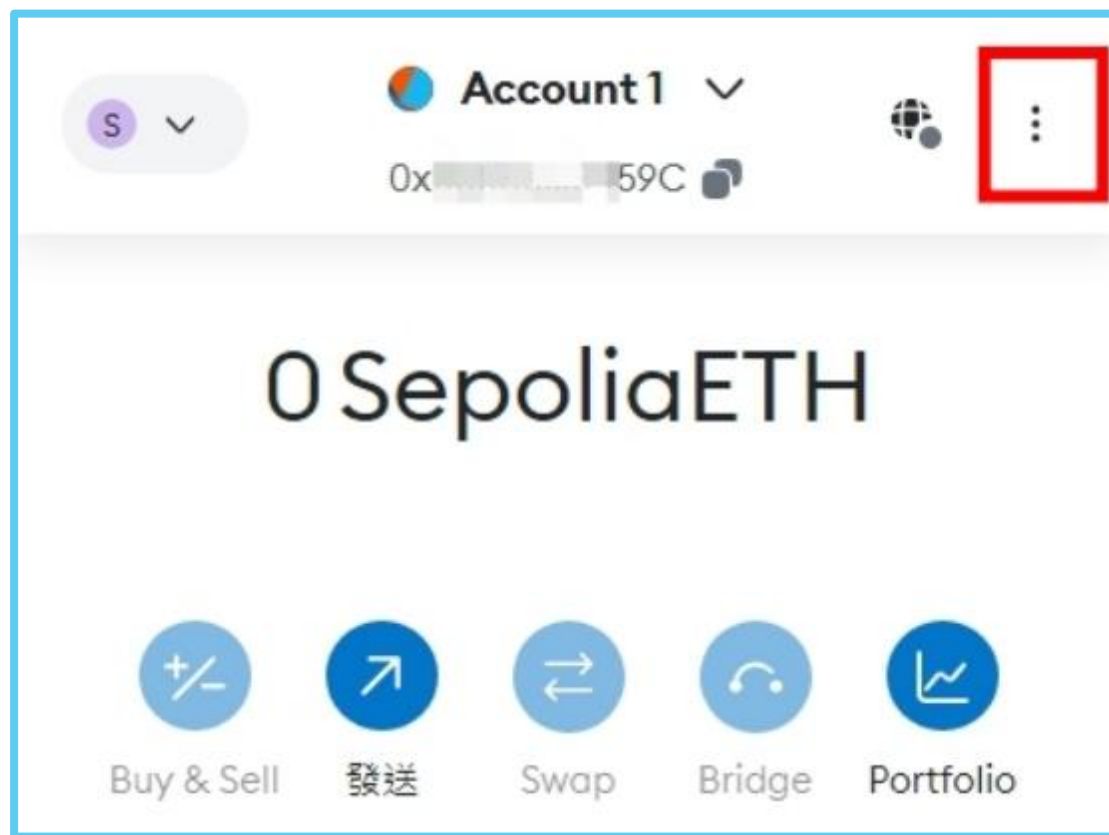 S
Account 1
0x 59C
0 SepoliaETH
Buy & Sell 發送 Swap Bridge Portfolio